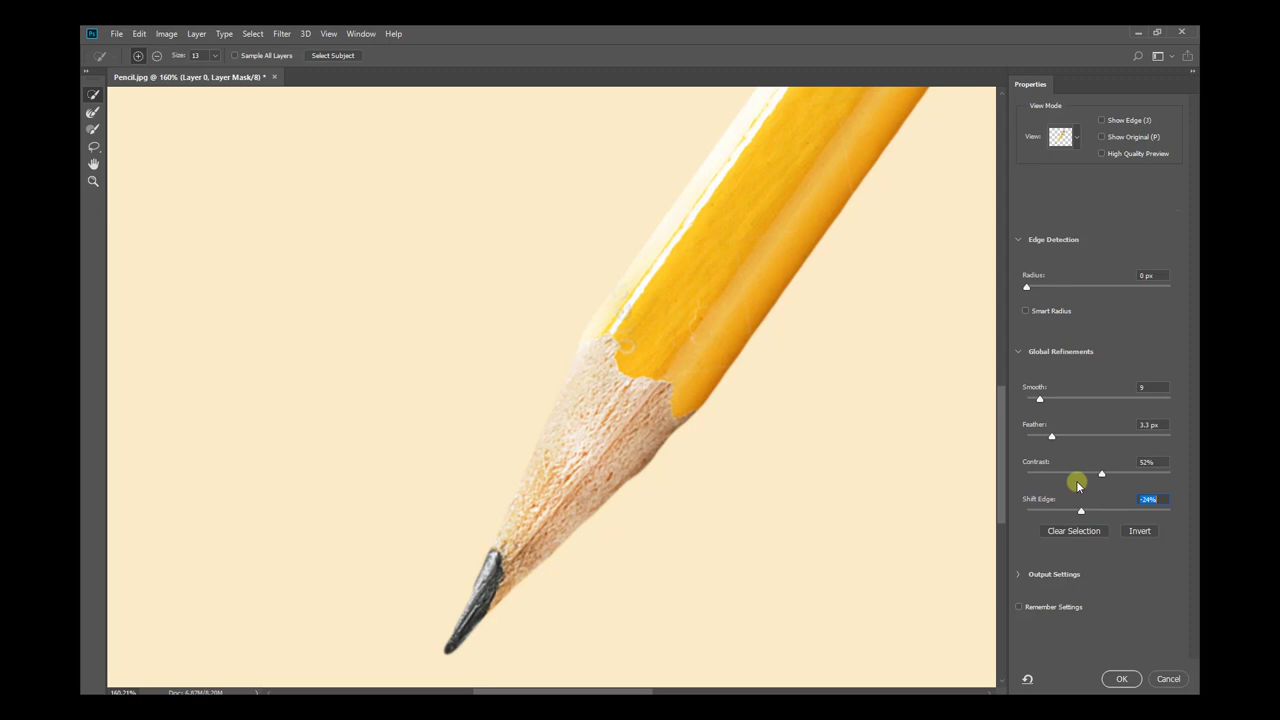 Ps File Edit Image Layer Type Select Filter 3D View Window Help
Size: 13 Sample All Layers Select Subject
Pencil.jpg @ 160% (Layer 0, Layer Mask/8) * ×
Properties
View Mode
View:
Show Edge (J)
Show Original (P)
High Quality Preview
Edge Detection
Radius: 0 px
Smart Radius
Global Refinements
Smooth: 9
Feather: 3.3 px
Contrast: 52%
Shift Edge: -24%
Clear Selection Invert
Output Settings
Remember Settings
OK Cancel
160.21% Doc: 6.87M/8.20M